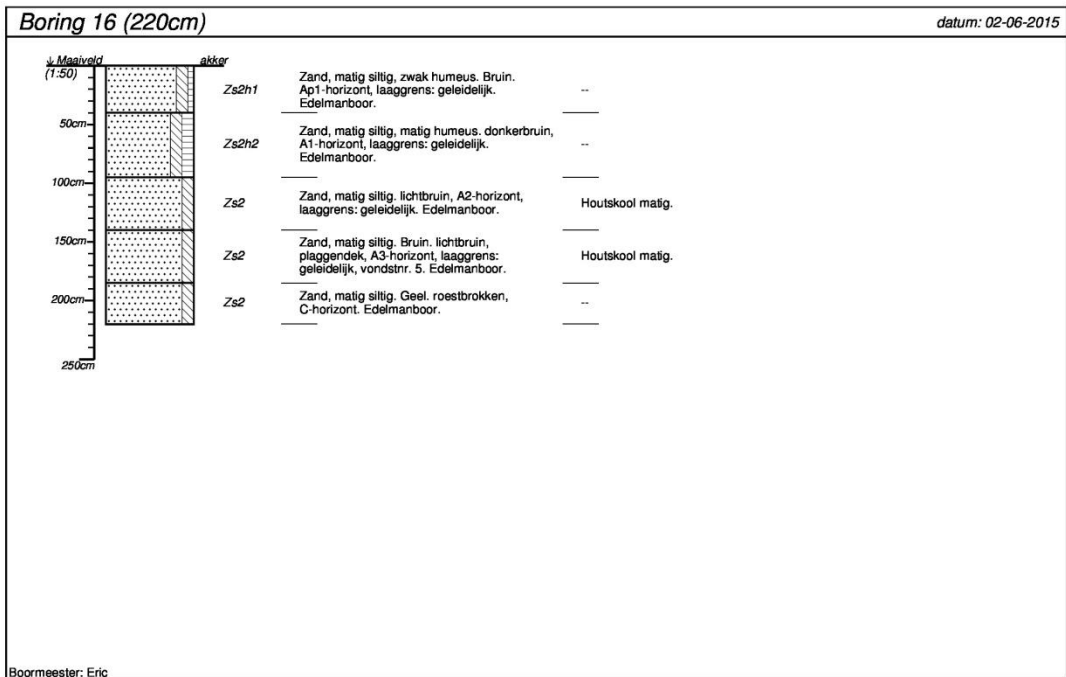 Boring 16 (220cm)
datum: 02-06-2015
↓ Maaiveld akker
(1:50)
Zs2h1
Zand, matig siltig, zwak humeus. Bruin.
Ap1-horizont, laaggrens: geleidelijk.
Edelmanboor.
--
50cm
Zs2h2
Zand, matig siltig, matig humeus. donkerbruin,
A1-horizont, laaggrens: geleidelijk.
Edelmanboor.
--
100cm
Zs2
Zand, matig siltig. lichtbruin, A2-horizont,
laaggrens: geleidelijk. Edelmanboor.
Houtskool matig.
150cm
Zs2
Zand, matig siltig. Bruin. lichtbruin,
plaggendek, A3-horizont, laaggrens:
geleidelijk, vondstnr. 5. Edelmanboor.
Houtskool matig.
200cm
Zs2
Zand, matig siltig. Geel. roestbrokken,
C-horizont. Edelmanboor.
--
250cm
Boormeester: Eric